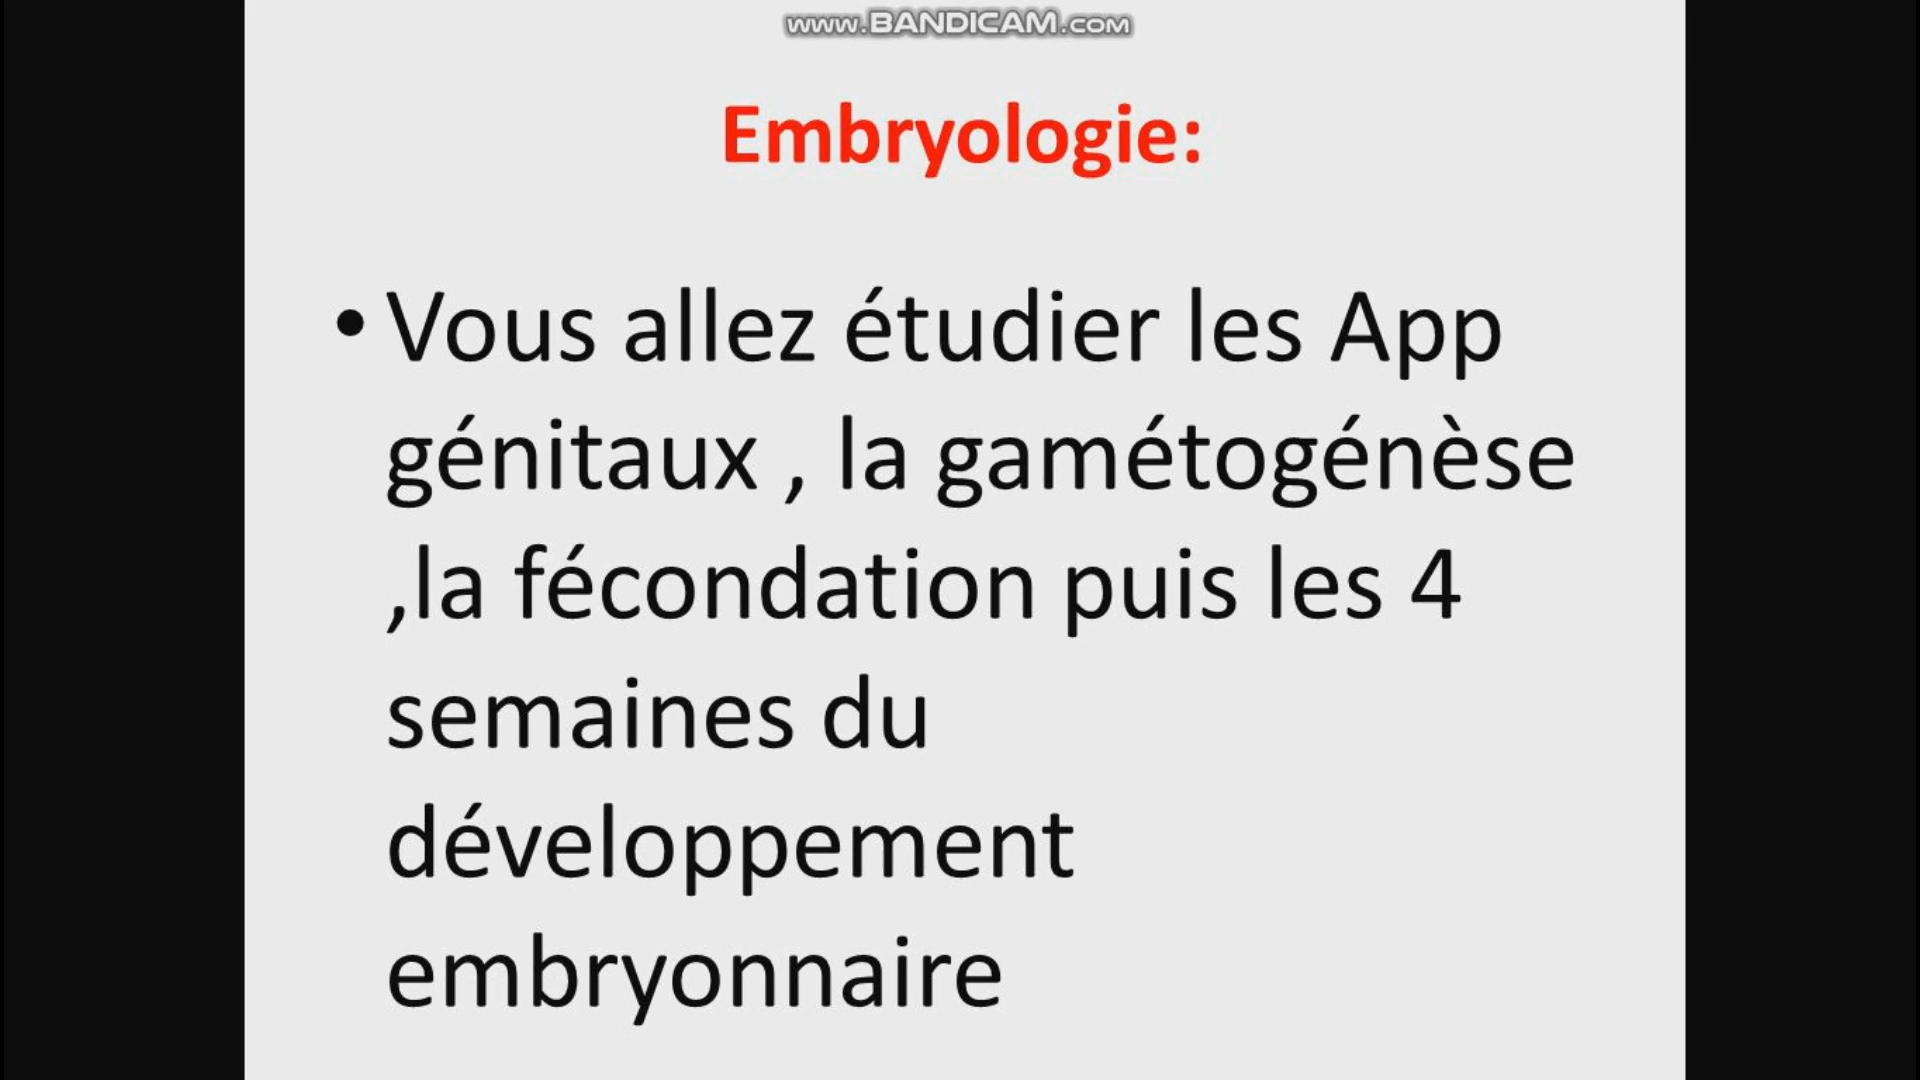 www.BANDICAM.com
Embryologie:
• Vous allez étudier les App
génitaux , la gamétogénèse
,la fécondation puis les 4
semaines du
développement
embryonnaire